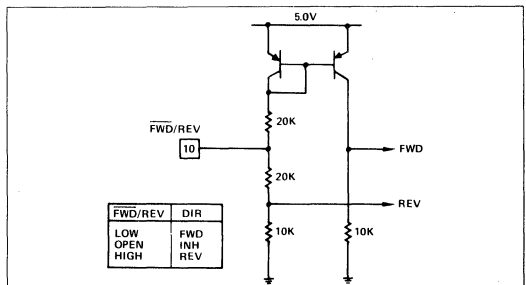 5.0V
20K
FWD/REV
10
FWD
20K
REV
FWD/REV DIR
LOW FWD
OPEN INH
HIGH REV
10K
10K